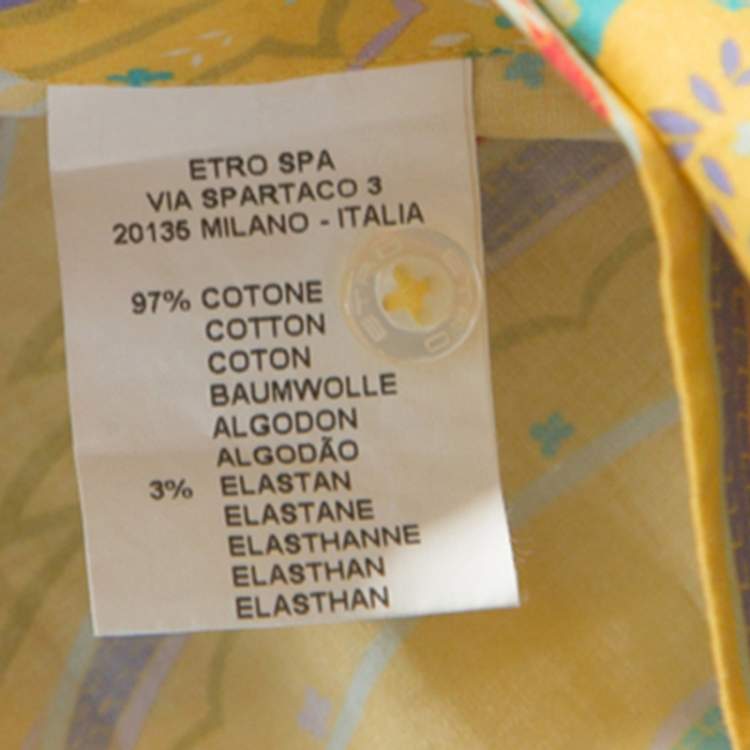 ETRO SPA
VIA SPARTACO 3
20135 MILANO - ITALIA
97% COTONE
COTTON
COTON
BAUMWOLLE
ALGODON
ALGODÃO
3% ELASTAN
ELASTANE
ELASTHANNE
ELASTHAN
ELASTHAN